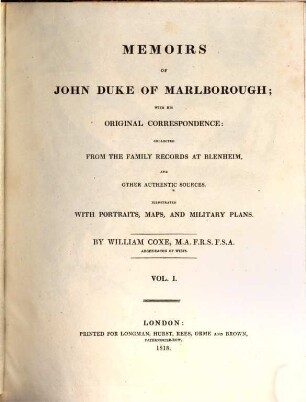 MEMOIRS
OF
JOHN DUKE OF MARLBOROUGH;
WITH HIS
ORIGINAL CORRESPONDENCE:
COLLECTED
FROM THE FAMILY RECORDS AT BLENHEIM,
AND
OTHER AUTHENTIC SOURCES.
ILLUSTRATED
WITH PORTRAITS, MAPS, AND MILITARY PLANS.
BY WILLIAM COXE, M.A. F.R.S. F.S.A.
ARCHDEACON OF WILTS.
VOL. I.
LONDON:
PRINTED FOR LONGMAN, HURST, REES, ORME AND BROWN,
PATERNOSTER-ROW,
1818.